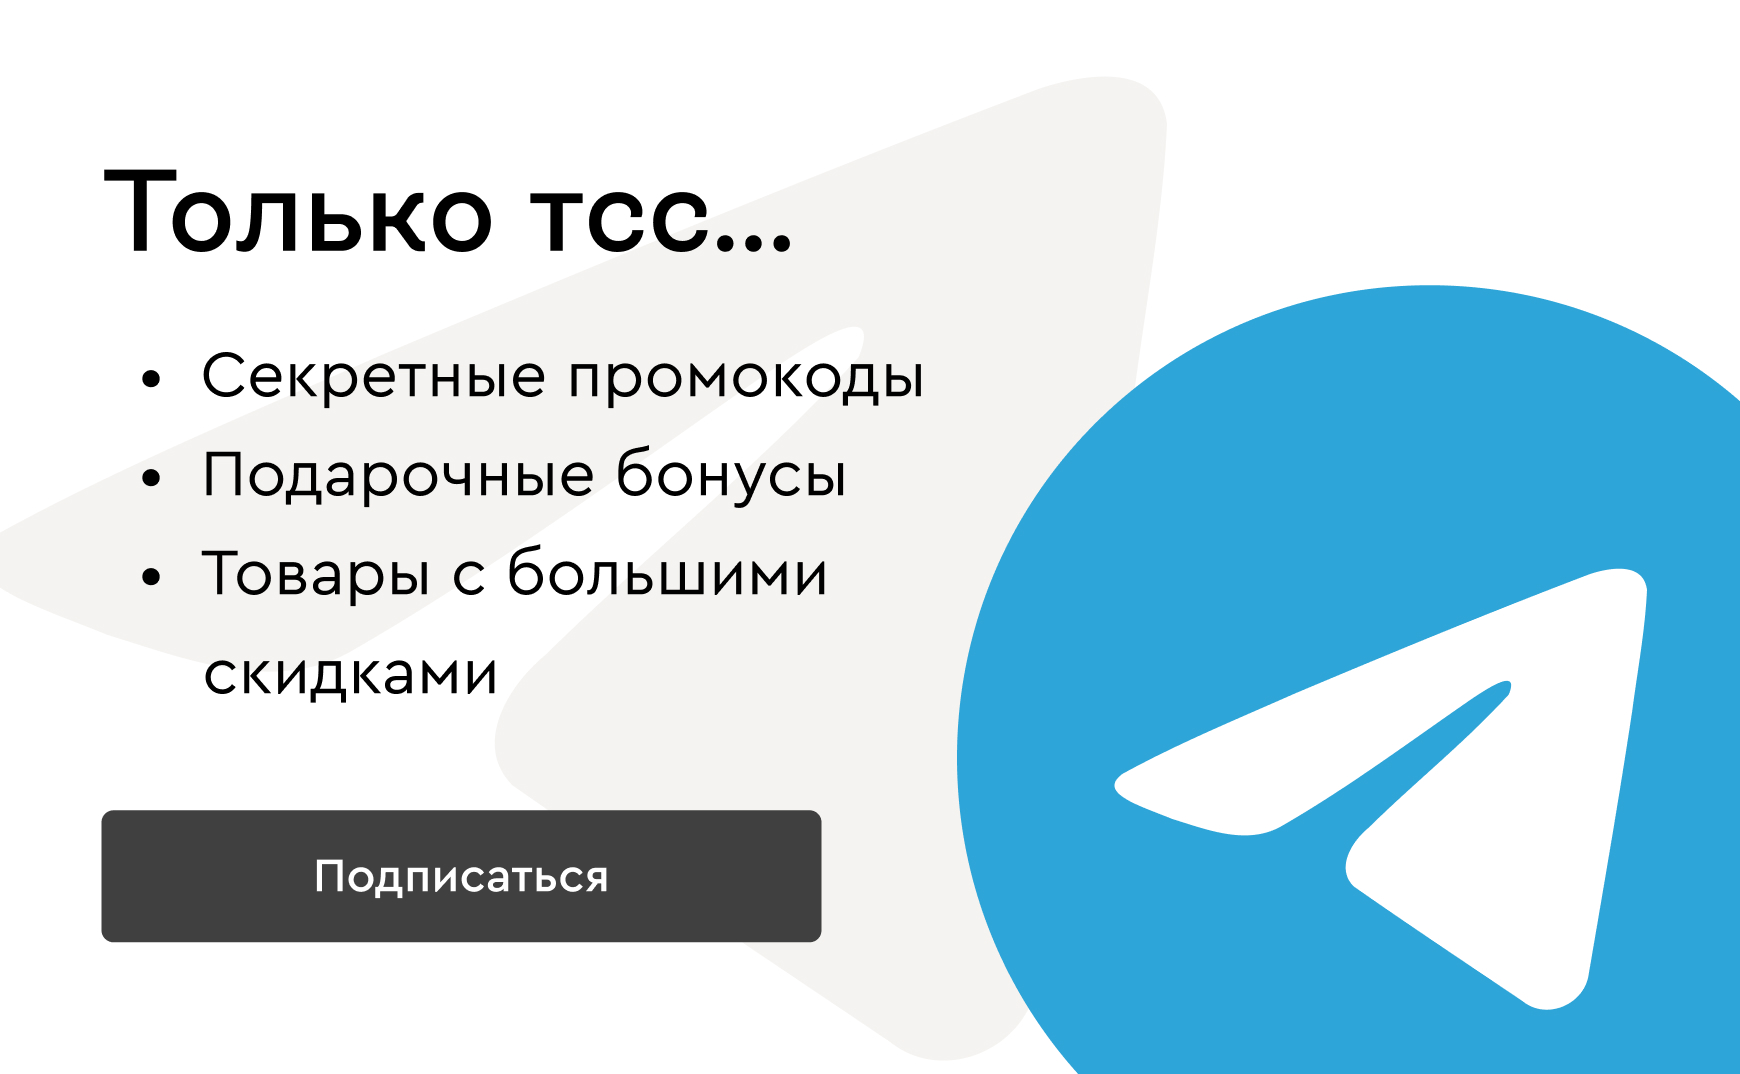 Только тсс...
• Секретные промокоды
• Подарочные бонусы
• Товары с большими
скидками
Подписаться